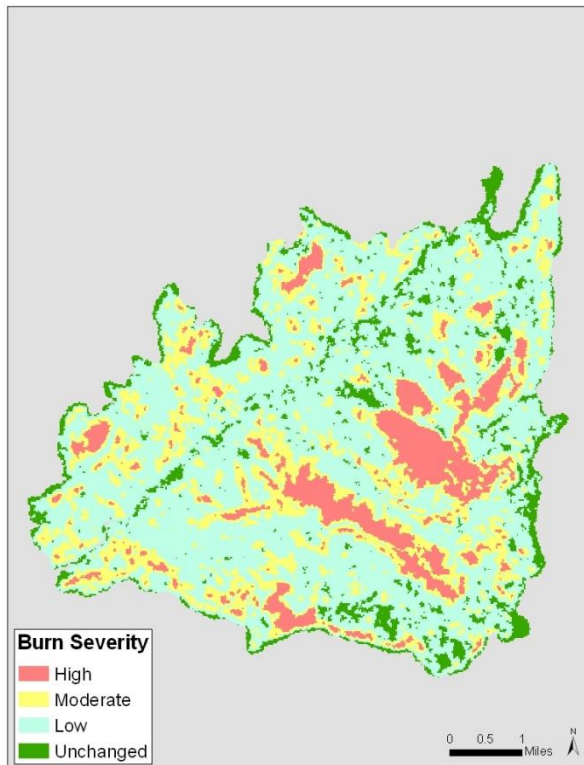 Burn Severity
High
Moderate
Low
Unchanged
0 0.5 1
Miles
N